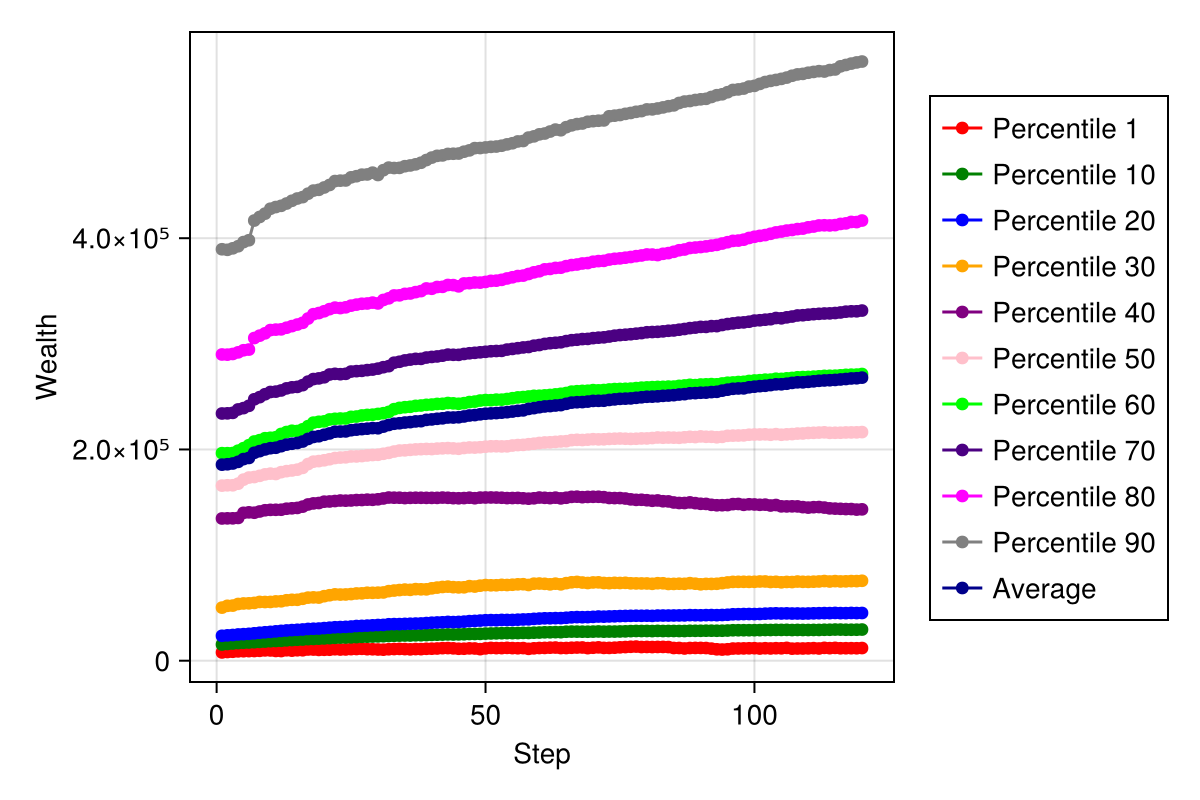 4.0×10⁵
2.0×10⁵
0
Wealth
0 50 100
Step
Percentile 1
Percentile 10
Percentile 20
Percentile 30
Percentile 40
Percentile 50
Percentile 60
Percentile 70
Percentile 80
Percentile 90
Average